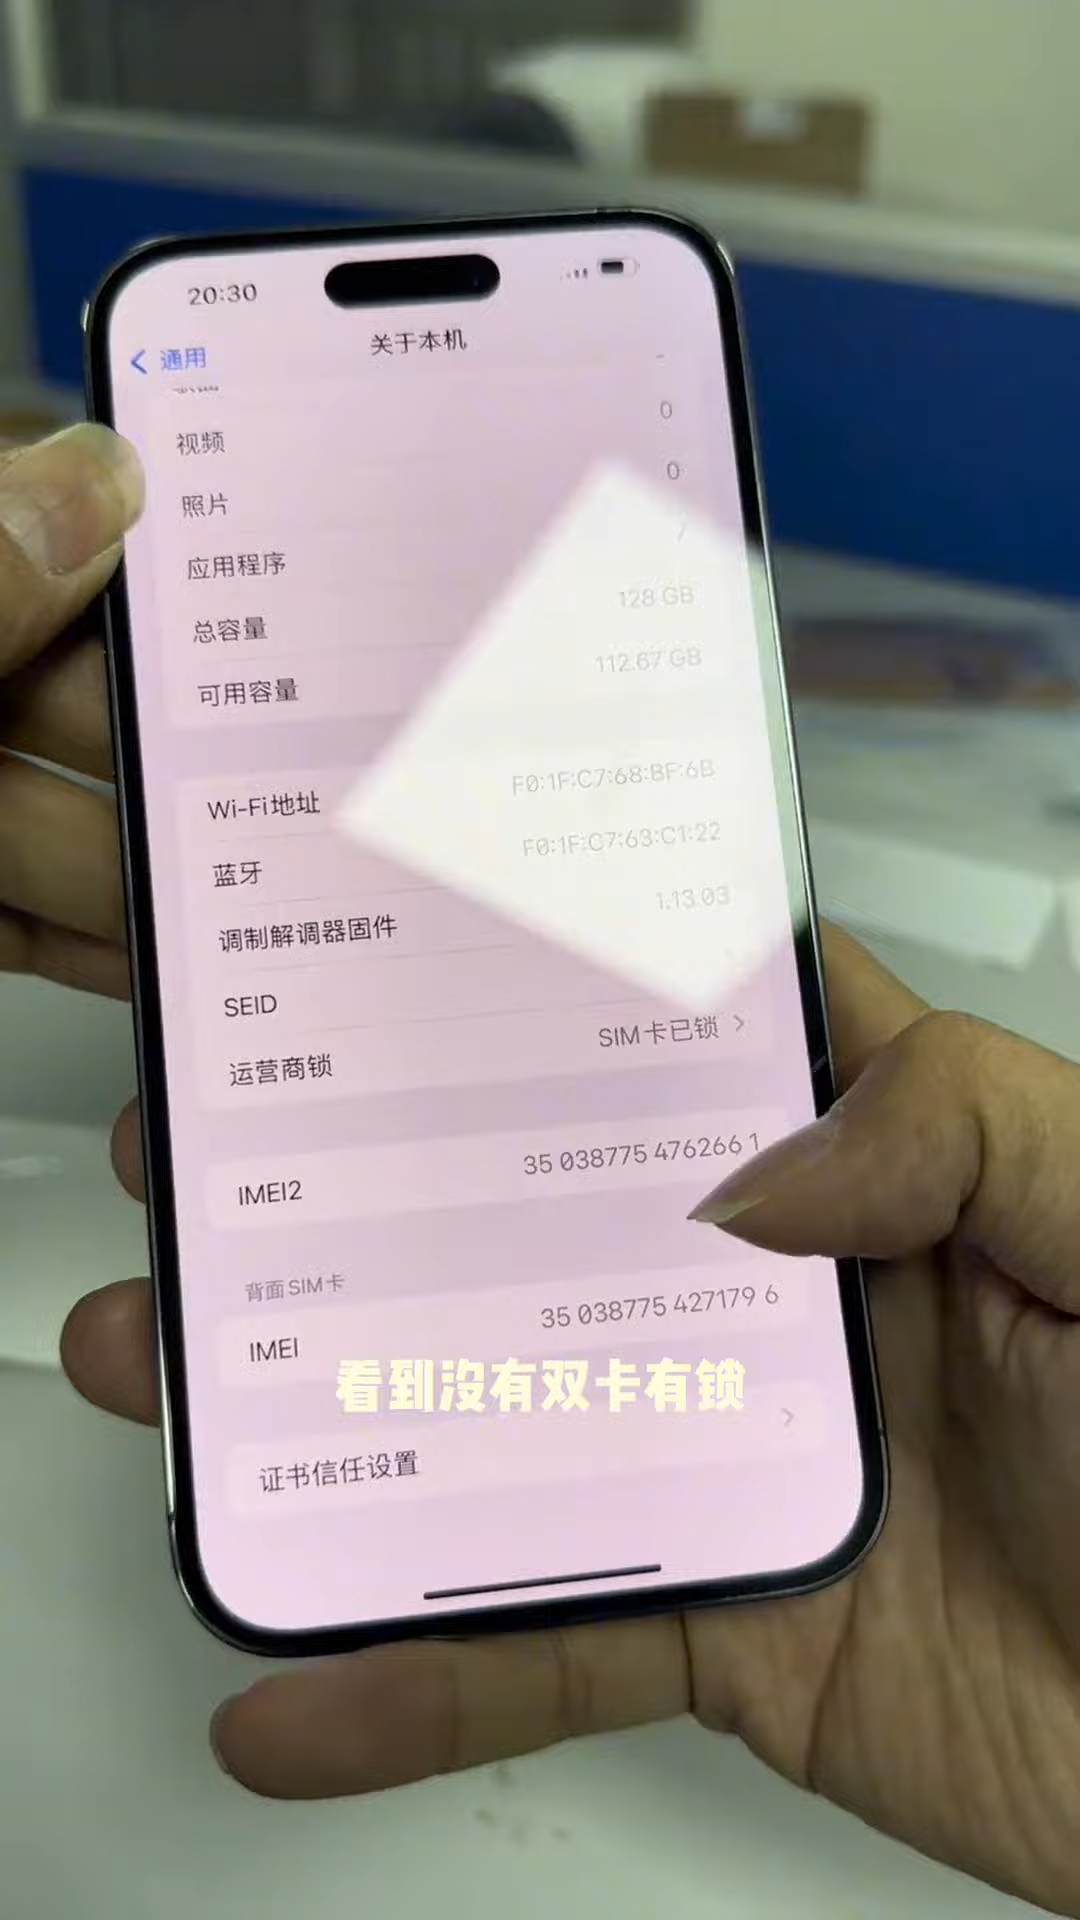 20:30
通用
关于本机
视频 0
照片 0
应用程序 7
总容量 128 GB
可用容量 112.67 GB
Wi-Fi地址 F0:1F:C7:68:BF:6B
蓝牙 F0:1F:C7:63:C1:22
调制解调器固件 1.13.03
SEID
运营商锁 SIM卡已锁
IMEI2 35 038775 476266 1
背面SIM卡
IMEI 35 038775 427179 6
看到没有双卡有锁
证书信任设置